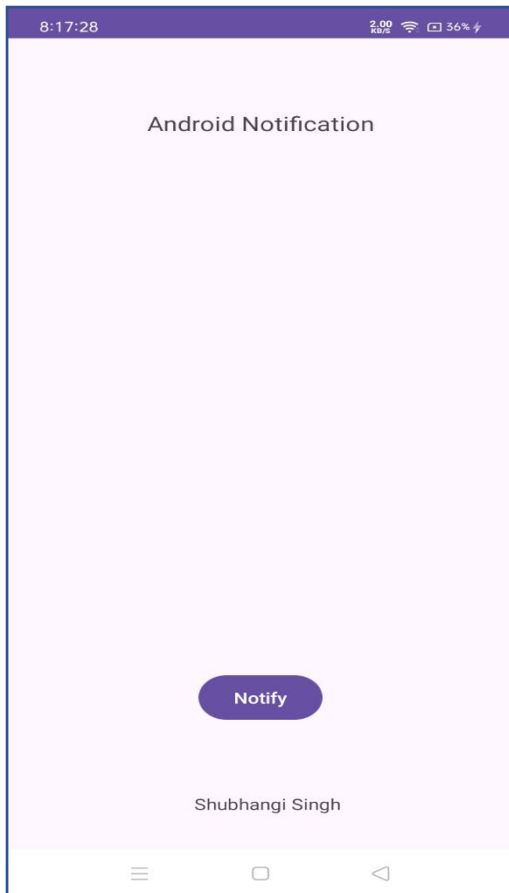 8:17:28 2.00 KB/S 36%
Android Notification
Notify
Shubhangi Singh